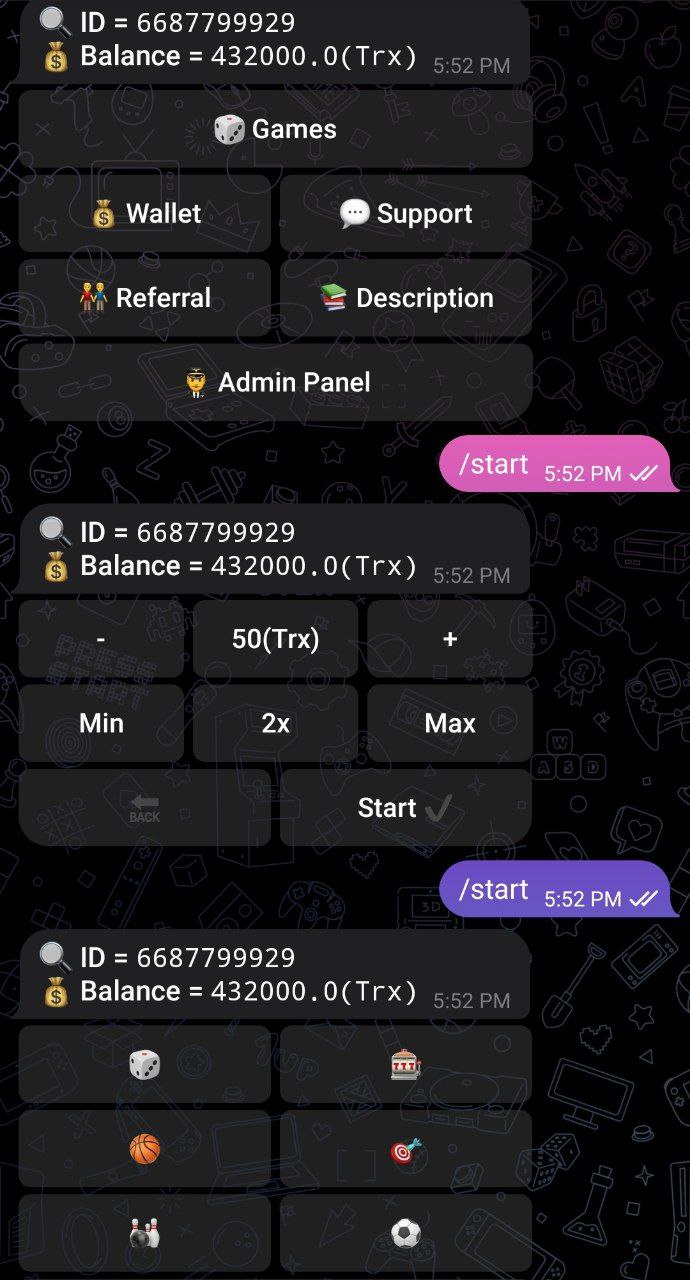 🔍 ID = 6687799929
💰 Balance = 432000.0(Trx) 5:52 PM
🎲 Games
💰 Wallet
💬 Support
👬 Referral
📚 Description
👨‍✈️ Admin Panel
/start 5:52 PM
🔍 ID = 6687799929
💰 Balance = 432000.0(Trx) 5:52 PM
-
50(Trx)
+
Min
2x
Max
BACK
Start ✔️
/start 5:52 PM
🔍 ID = 6687799929
💰 Balance = 432000.0(Trx) 5:52 PM
🎲
🎰
🏀
🎯
🎳
⚽